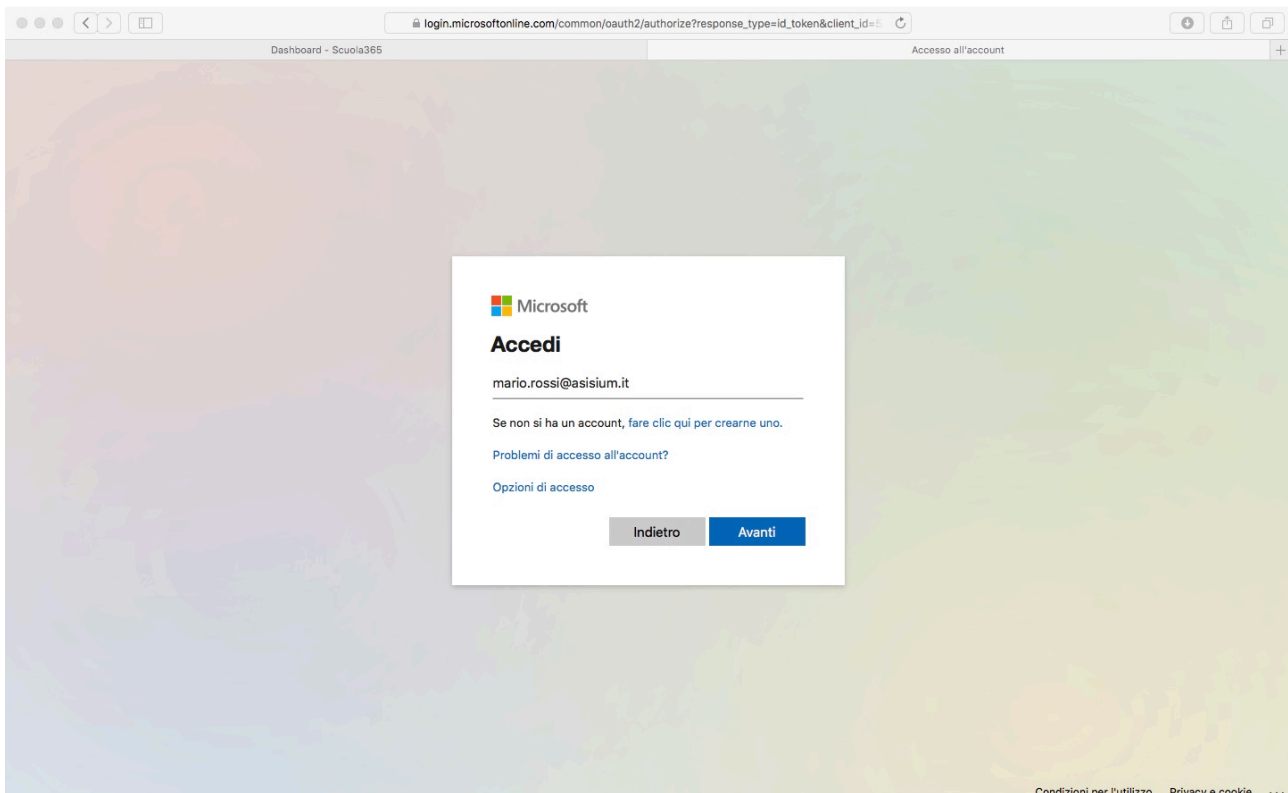 login.microsoftonline.com/common/oauth2/authorize?response_type=id_token&client_id=5
Dashboard - Scuola365
Accesso all'account
Microsoft
Accedi
mario.rossi@asisium.it
Se non si ha un account, fare clic qui per crearne uno.
Problemi di accesso all'account?
Opzioni di accesso
Indietro Avanti
Condizioni per l'utilizzo Privacy e cookie ...